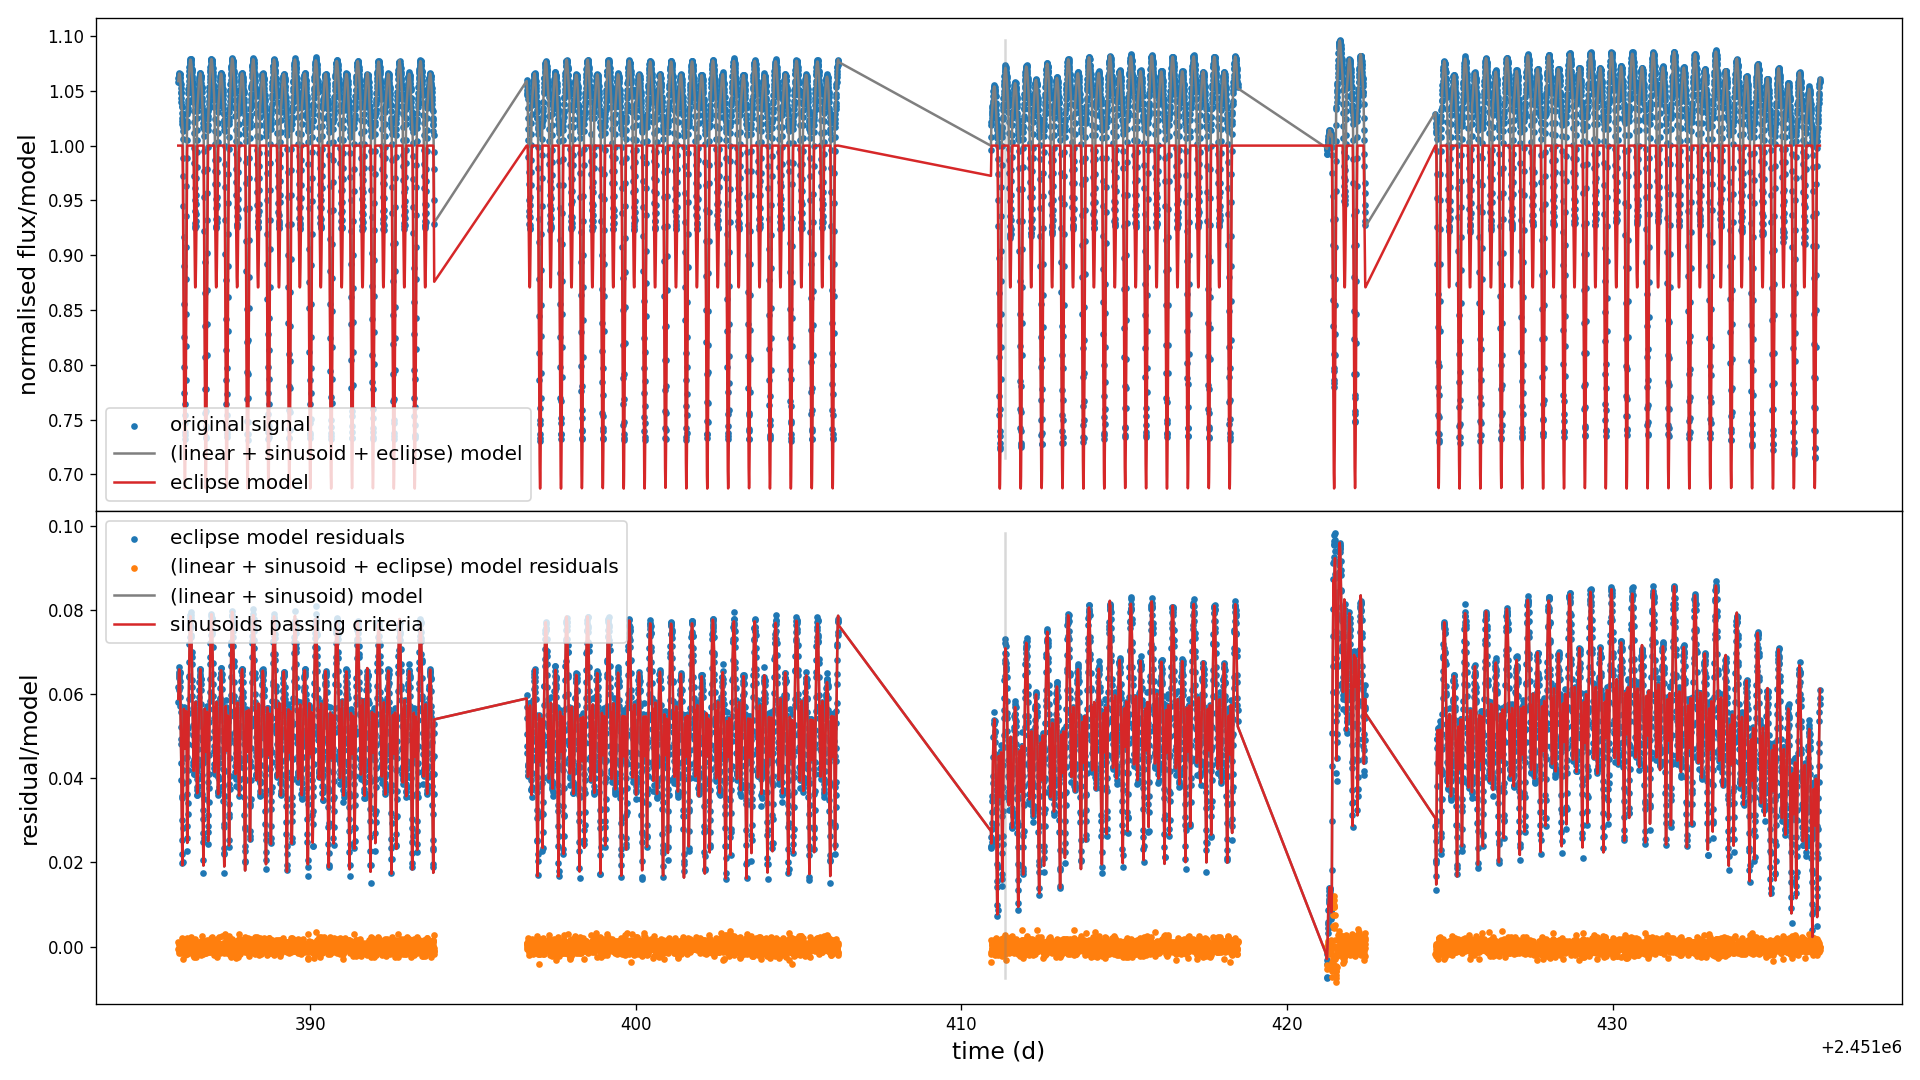 normalised flux/model
1.10
1.05
1.00
0.95
0.90
0.85
0.80
0.75
0.70
original signal
(linear + sinusoid + eclipse) model
eclipse model
residual/model
0.10
0.08
0.06
0.04
0.02
0.00
eclipse model residuals
(linear + sinusoid + eclipse) model residuals
(linear + sinusoid) model
sinusoids passing criteria
390 400 410 420 430
time (d)
+2.451e6